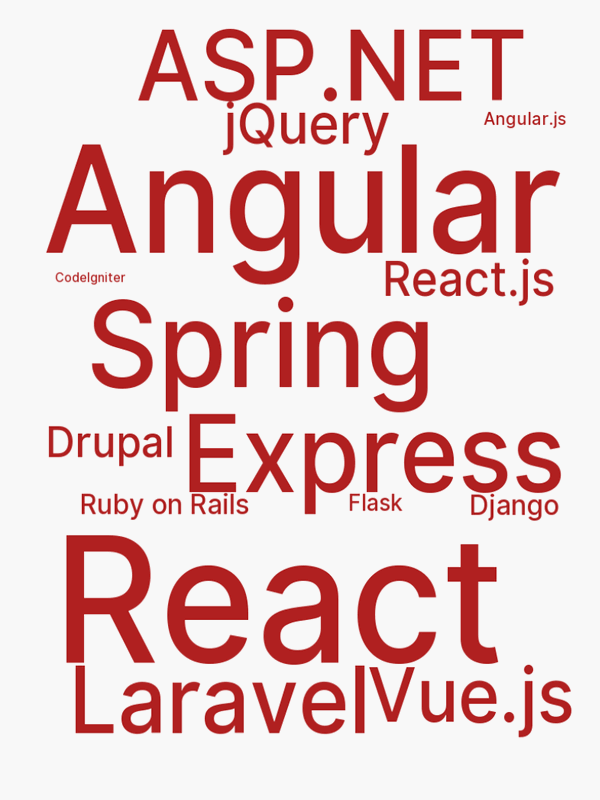 ASP.NET
jQuery
Angular.js
Angular
React.js
CodeIgniter
Spring
Drupal
Express
Ruby on Rails
Flask
Django
React
Laravel
Vue.js